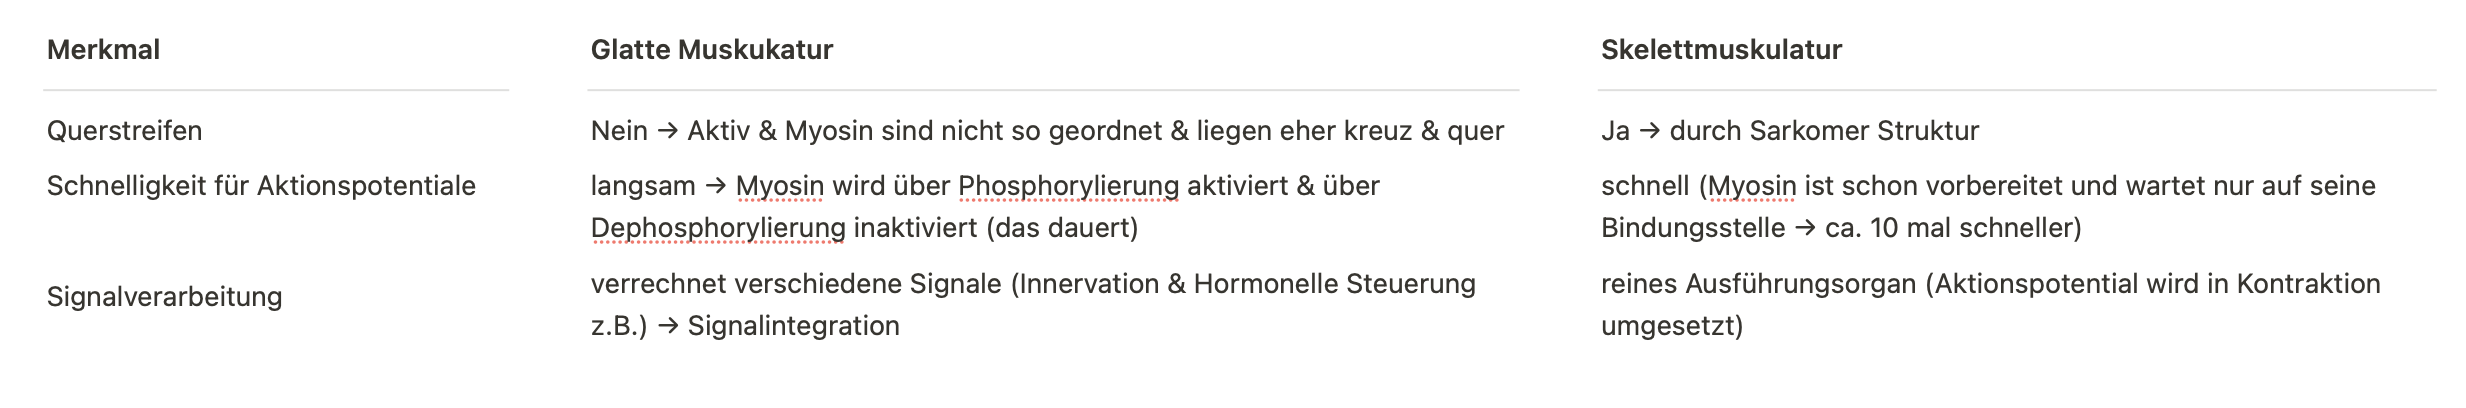 Merkmal
Glatte Muskukatur
Skelettmuskulatur
Querstreifen
Nein → Aktiv & Myosin sind nicht so geordnet & liegen eher kreuz & quer
Ja → durch Sarkomer Struktur
Schnelligkeit für Aktionspotentiale
langsam → Myosin wird über Phosphorylierung aktiviert & über
Dephosphorylierung inaktiviert (das dauert)
schnell (Myosin ist schon vorbereitet und wartet nur auf seine
Bindungsstelle → ca. 10 mal schneller)
Signalverarbeitung
verrechnet verschiedene Signale (Innervation & Hormonelle Steuerung
z.B.) → Signalintegration
reines Ausführungsorgan (Aktionspotential wird in Kontraktion
umgesetzt)